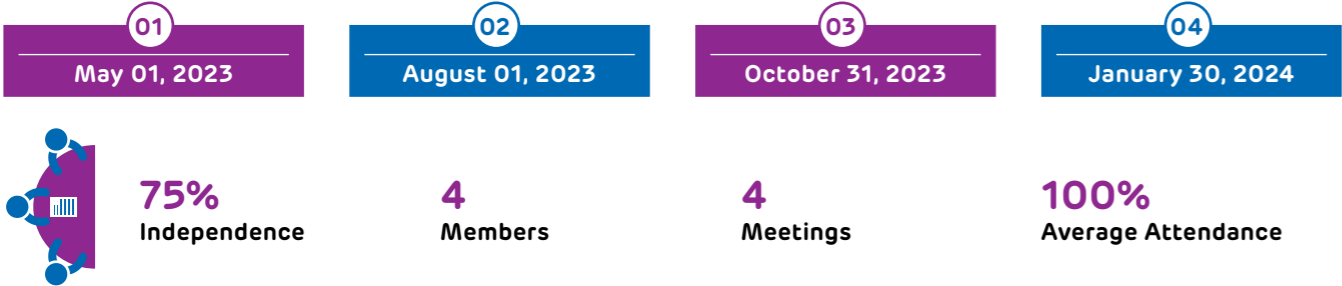 01
May 01, 2023
02
August 01, 2023
03
October 31, 2023
04
January 30, 2024
75%
Independence
4
Members
4
Meetings
100%
Average Attendance